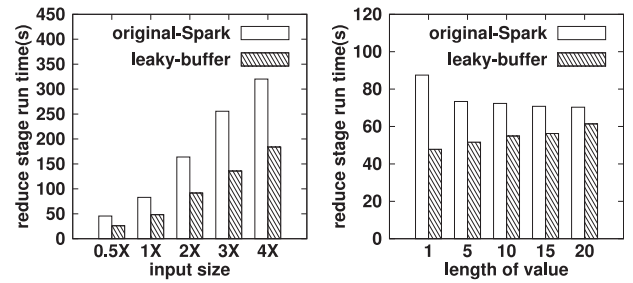 reduce stage run time(s)
450
400
350
300
250
200
150
100
50
0
original-Spark
leaky-buffer
0.5X 1X 2X 3X 4X
input size
reduce stage run time(s)
120
100
80
60
40
20
0
original-Spark
leaky-buffer
1 5 10 15 20
length of value